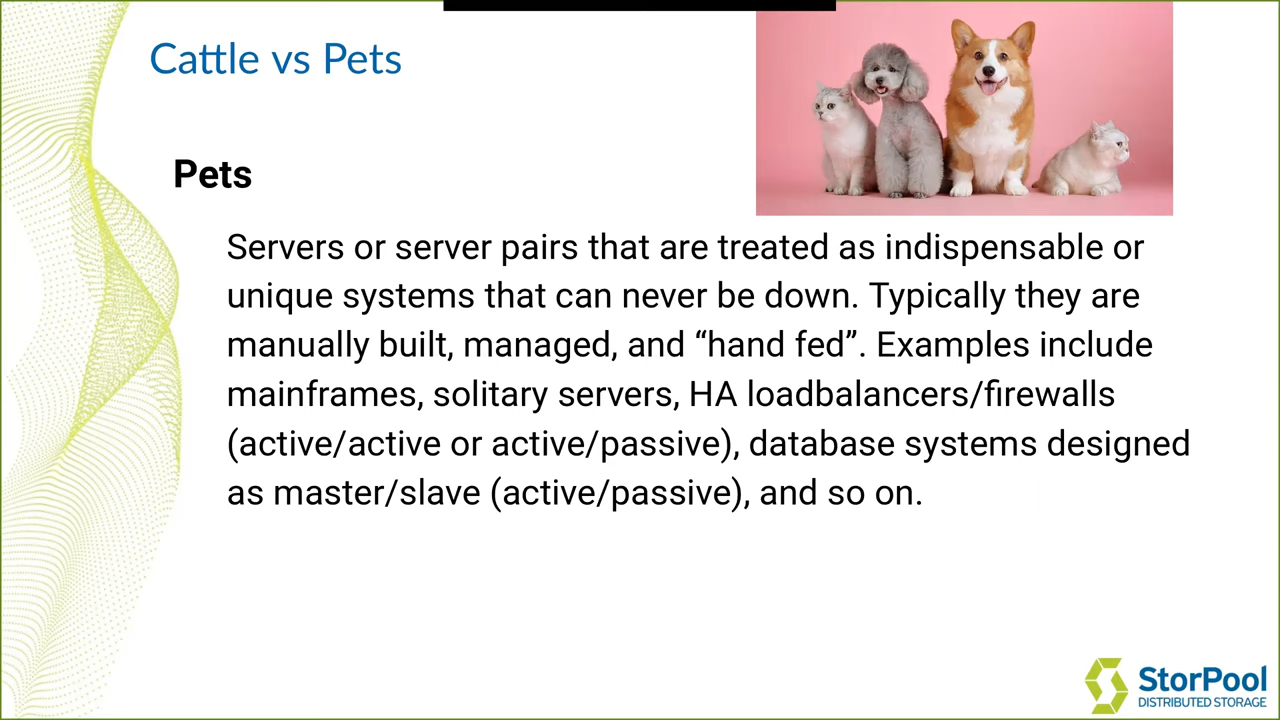 Cattle vs Pets
Pets
Servers or server pairs that are treated as indispensable or
unique systems that can never be down. Typically they are
manually built, managed, and “hand fed”. Examples include
mainframes, solitary servers, HA loadbalancers/firewalls
(active/active or active/passive), database systems designed
as master/slave (active/passive), and so on.
StorPool
DISTRIBUTED STORAGE